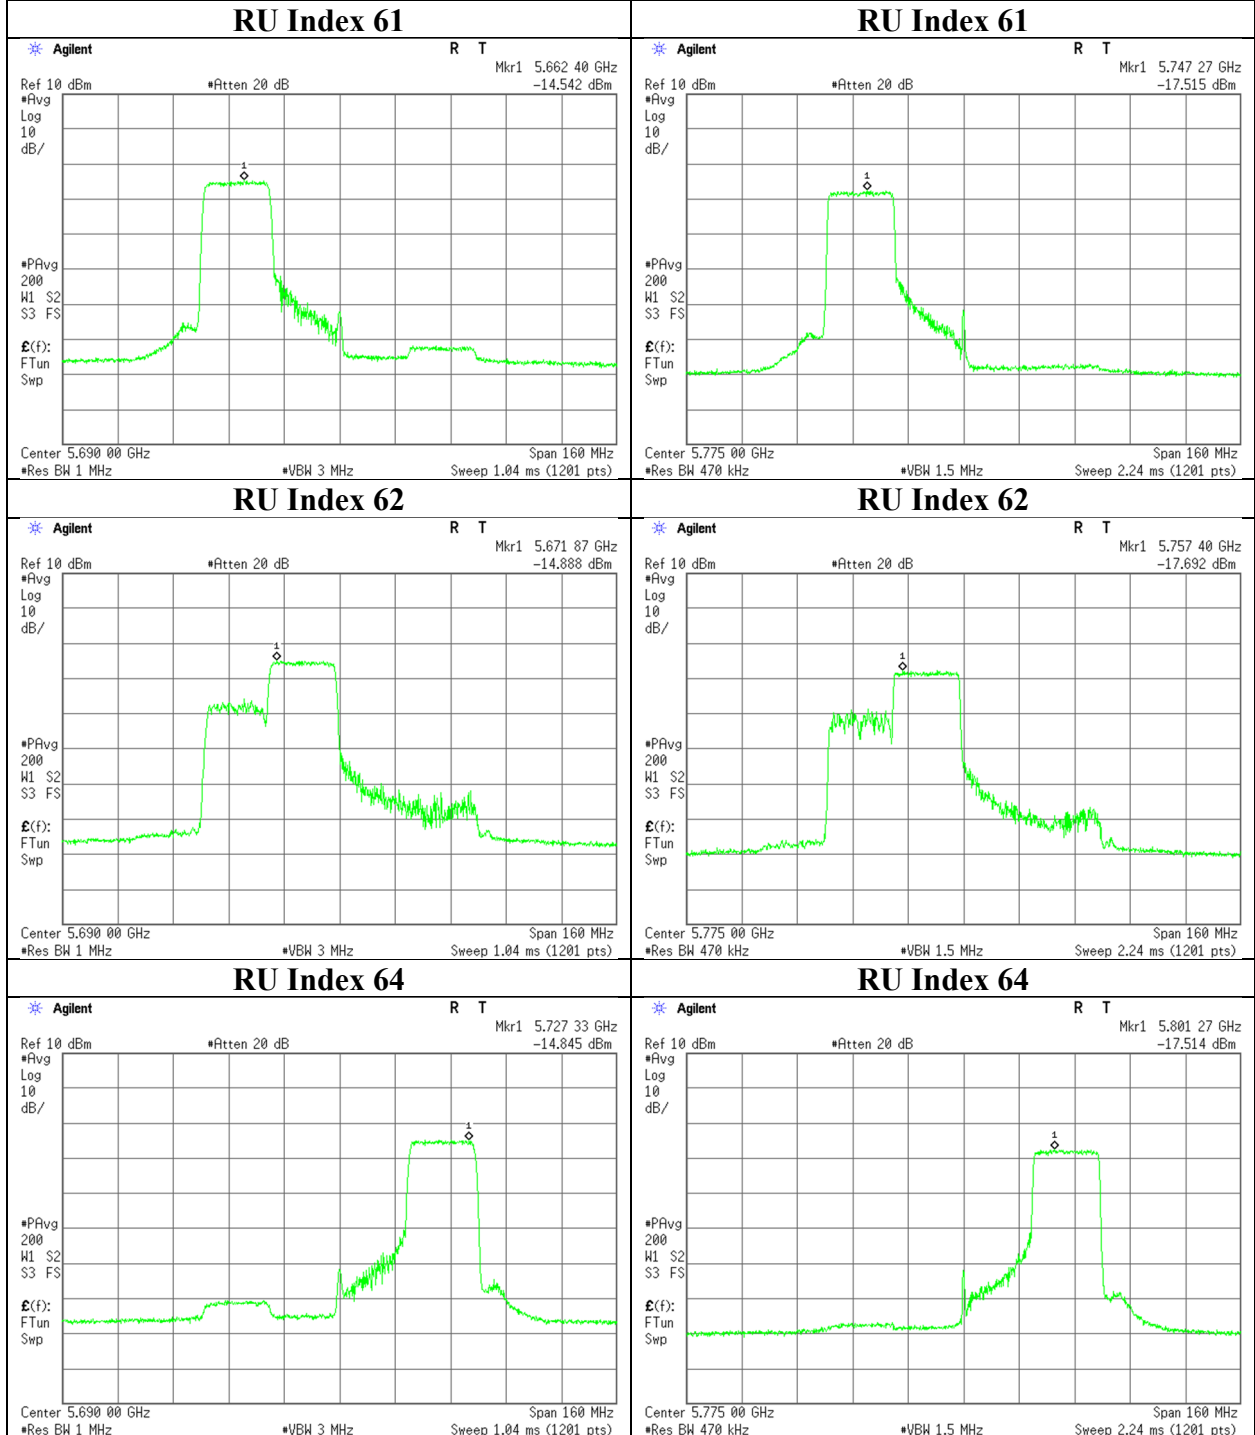 RU Index 61
Agilent R T
Mkr1 5.662 40 GHz
Ref 10 dBm #Atten 20 dB -14.542 dBm
#Avg
Log
10
dB/
1
#PAvg
200
W1 S2
S3 FS
£(f):
FTun
Swp
Center 5.690 00 GHz Span 160 MHz
#Res BW 1 MHz #VBW 3 MHz Sweep 1.04 ms (1201 pts)
RU Index 61
Agilent R T
Mkr1 5.747 27 GHz
Ref 10 dBm #Atten 20 dB -17.515 dBm
#Avg
Log
10
dB/
1
#PAvg
200
W1 S2
S3 FS
£(f):
FTun
Swp
Center 5.775 00 GHz Span 160 MHz
#Res BW 470 kHz #VBW 1.5 MHz Sweep 2.24 ms (1201 pts)
RU Index 62
Agilent R T
Mkr1 5.671 87 GHz
Ref 10 dBm #Atten 20 dB -14.888 dBm
#Avg
Log
10
dB/
1
#PAvg
200
W1 S2
S3 FS
£(f):
FTun
Swp
Center 5.690 00 GHz Span 160 MHz
#Res BW 1 MHz #VBW 3 MHz Sweep 1.04 ms (1201 pts)
RU Index 62
Agilent R T
Mkr1 5.757 40 GHz
Ref 10 dBm #Atten 20 dB -17.692 dBm
#Avg
Log
10
dB/
1
#PAvg
200
W1 S2
S3 FS
£(f):
FTun
Swp
Center 5.775 00 GHz Span 160 MHz
#Res BW 470 kHz #VBW 1.5 MHz Sweep 2.24 ms (1201 pts)
RU Index 64
Agilent R T
Mkr1 5.727 33 GHz
Ref 10 dBm #Atten 20 dB -14.845 dBm
#Avg
Log
10
dB/
1
#PAvg
200
W1 S2
S3 FS
£(f):
FTun
Swp
Center 5.690 00 GHz Span 160 MHz
#Res BW 1 MHz #VBW 3 MHz Sweep 1.04 ms (1201 pts)
RU Index 64
Agilent R T
Mkr1 5.801 27 GHz
Ref 10 dBm #Atten 20 dB -17.514 dBm
#Avg
Log
10
dB/
1
#PAvg
200
W1 S2
S3 FS
£(f):
FTun
Swp
Center 5.775 00 GHz Span 160 MHz
#Res BW 470 kHz #VBW 1.5 MHz Sweep 2.24 ms (1201 pts)